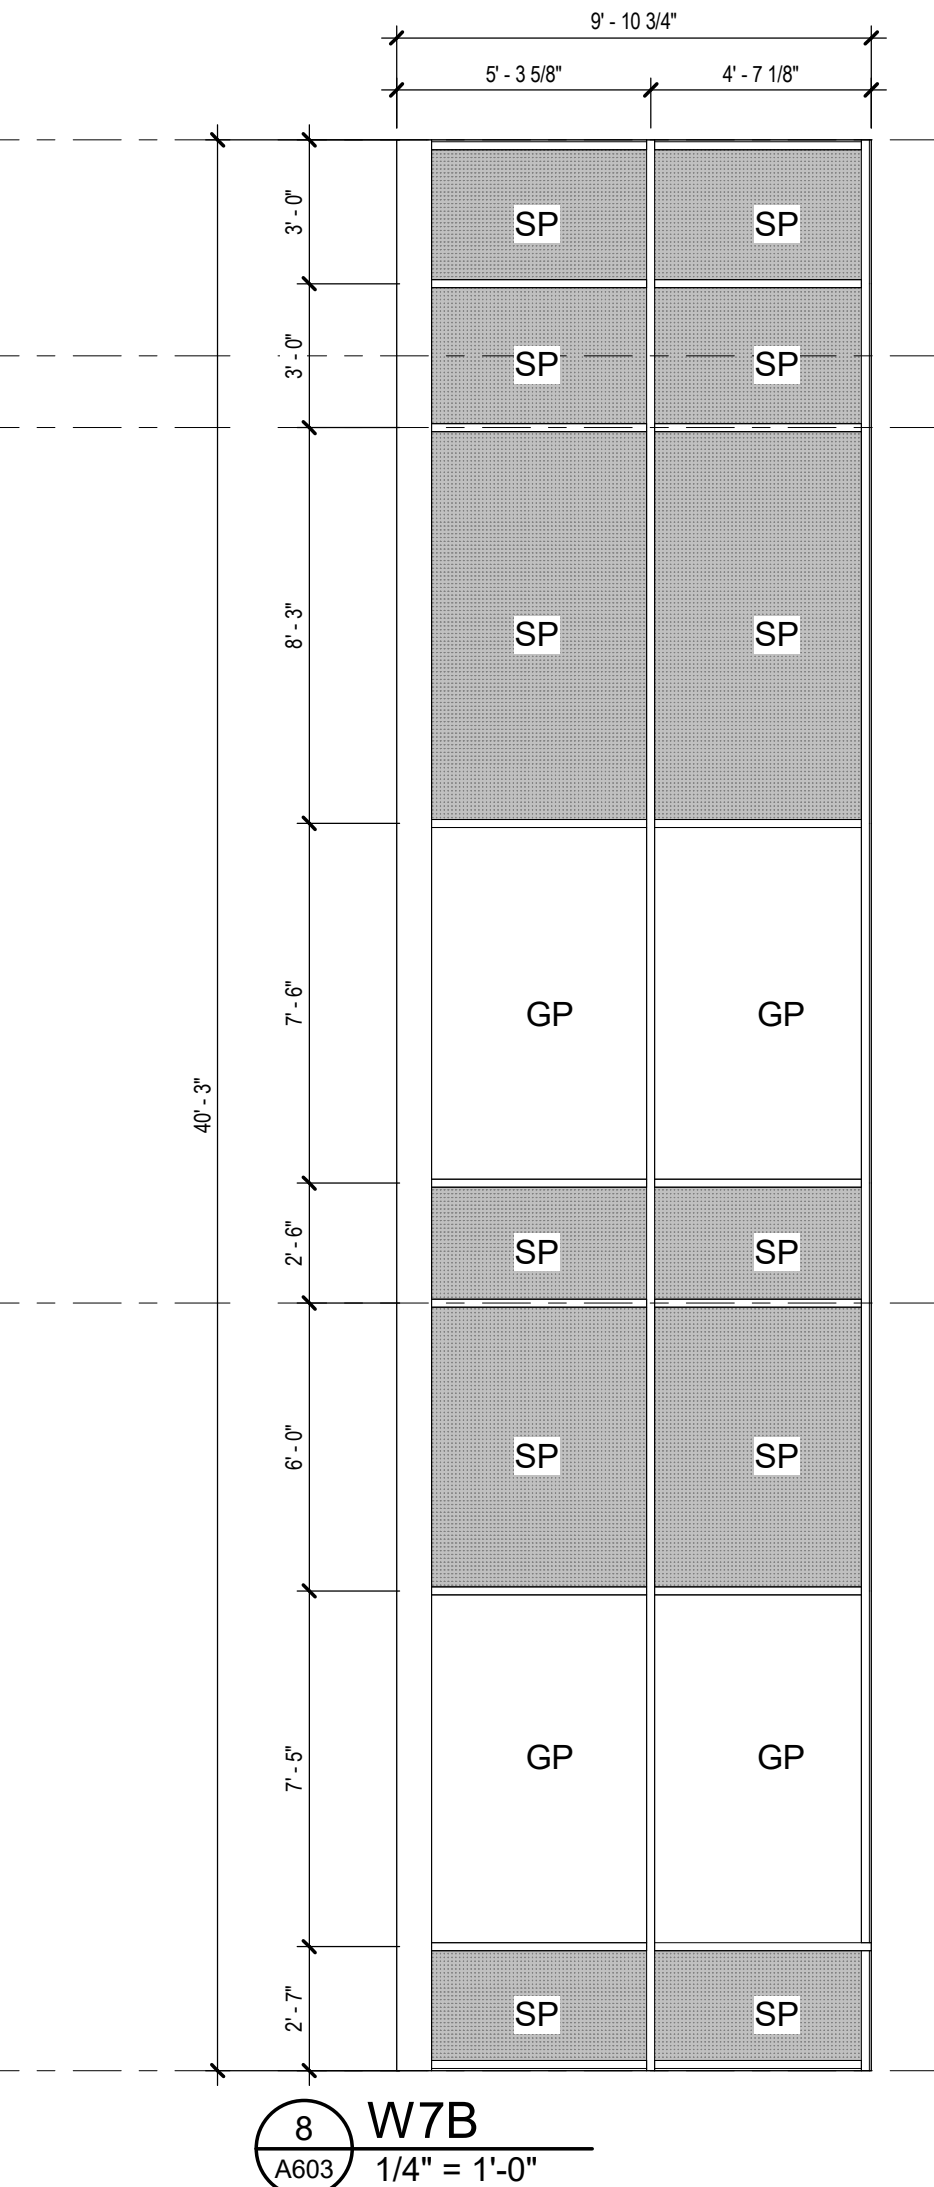 9' - 10 3/4"
5' - 3 5/8" 4' - 7 1/8"
3' - 0"
SP SP
3' - 0"
SP SP
8' - 3"
SP SP
7' - 6"
GP GP
40' - 3"
2' - 6"
SP SP
6' - 0"
SP SP
7' - 5"
GP GP
2' - 7"
SP SP
8 W7B
A603 1/4" = 1'-0"